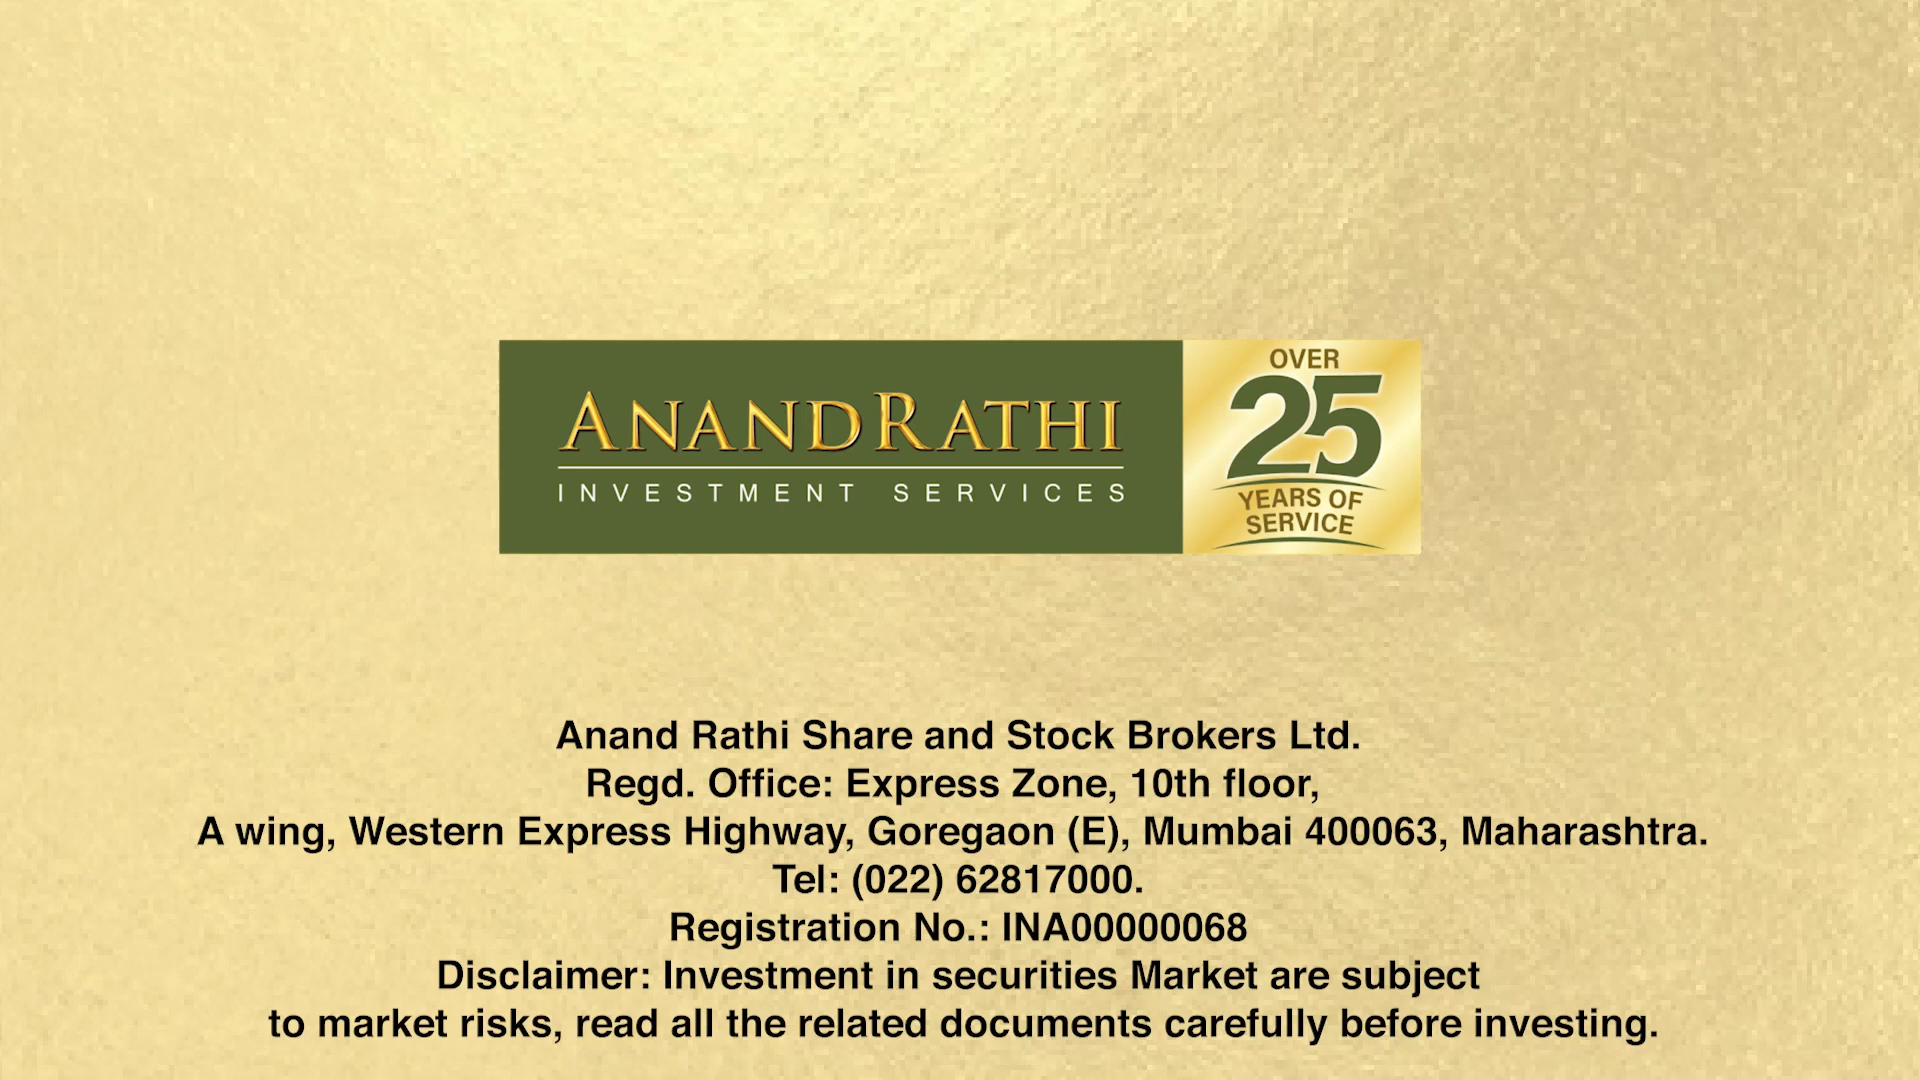 ANANDRATHI
INVESTMENT SERVICES
OVER
25
YEARS OF
SERVICE
Anand Rathi Share and Stock Brokers Ltd.
Regd. Office: Express Zone, 10th floor,
A wing, Western Express Highway, Goregaon (E), Mumbai 400063, Maharashtra.
Tel: (022) 62817000.
Registration No.: INA00000068
Disclaimer: Investment in securities Market are subject
to market risks, read all the related documents carefully before investing.